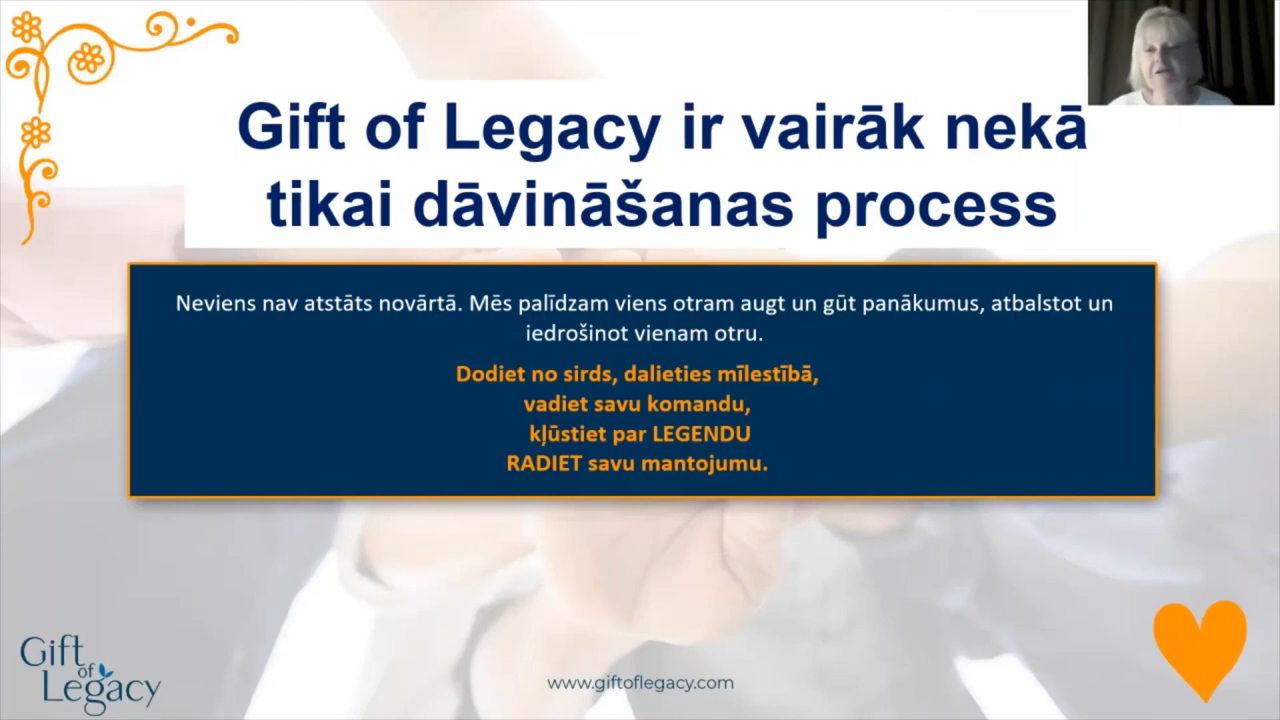 Gift of Legacy ir vairāk nekā
tikai dāvināšanas process
Neviens nav atstāts novārtā. Mēs palīdzam viens otram augt un gūt panākumus, atbalstot un
iedrošinot vienam otru.
Dodiet no sirds, dalieties mīlestībā,
vadiet savu komandu,
kļūstiet par LEGENDU
RADIET savu mantojumu.
Gift
of
Legacy
www.giftoflegacy.com